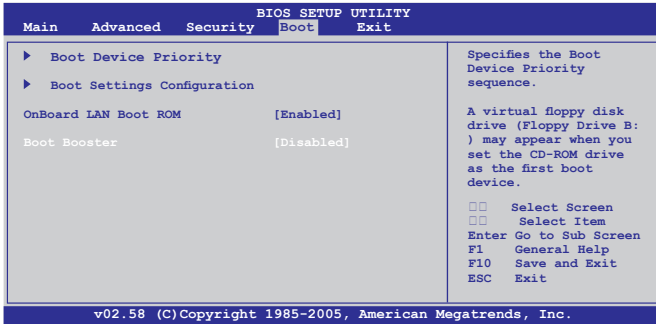 BIOS SETUP UTILITY
Main Advanced Security Boot Exit
Boot Device Priority
Boot Settings Configuration
OnBoard LAN Boot ROM [Enabled]
Boot Booster [Disabled]
Specifies the Boot
Device Priority
sequence.
A virtual floppy disk
drive (Floppy Drive B:
) may appear when you
set the CD-ROM drive
as the first boot
device.
Select Screen
Select Item
Enter Go to Sub Screen
F1 General Help
F10 Save and Exit
ESC Exit
v02.58 (C)Copyright 1985-2005, American Megatrends, Inc.